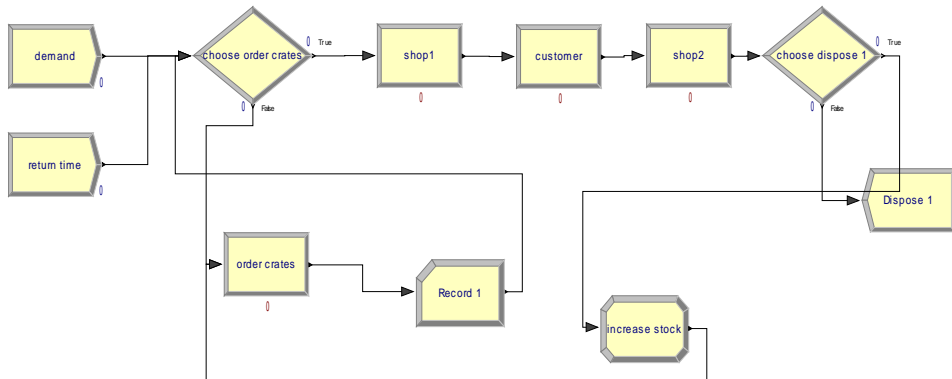 demand
0
choose order crates
0 True
0 False
shop1
0
customer
0
shop2
0
choose dispose 1
0 True
0 False
return time
0
Dispose 1
order crates
0
Record 1
increase stock